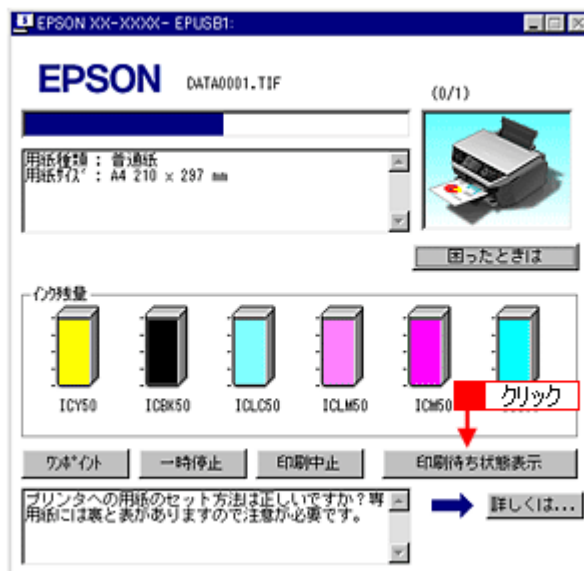 EPSON XX-XXXX- EPUSB1:
EPSON DATA0001.TIF
(0/1)
用紙種類 : 普通紙
用紙ｻｲｽﾞ : A4 210 × 297 mm
困ったときは
ｲﾝｸ残量
ICY50
ICBK50
ICLC50
ICLM50
ICM50
クリック
ﾜﾝﾎﾟｲﾝﾄ
一時停止
印刷中止
印刷待ち状態表示
プリンタへの用紙のセット方法は正しいですか？専
用紙には裏と表がありますので注意が必要です。
詳しくは...